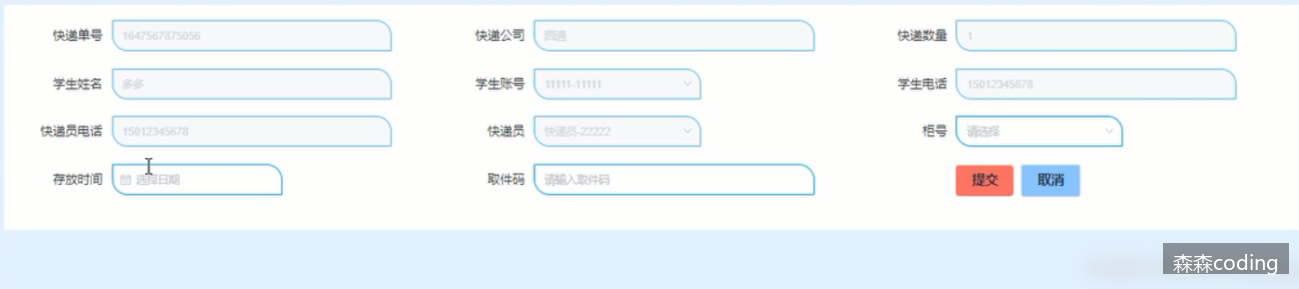 快递单号 1647567875056 快递公司 圆通 快递数量 1
学生姓名 多多 学生账号 11111-11111 学生电话 15012345678
快递员电话 15012345678 快递员 快递员-22222 柜号 请选择
存放时间 选择日期 取件码 请输入取件码 提交 取消
森森coding